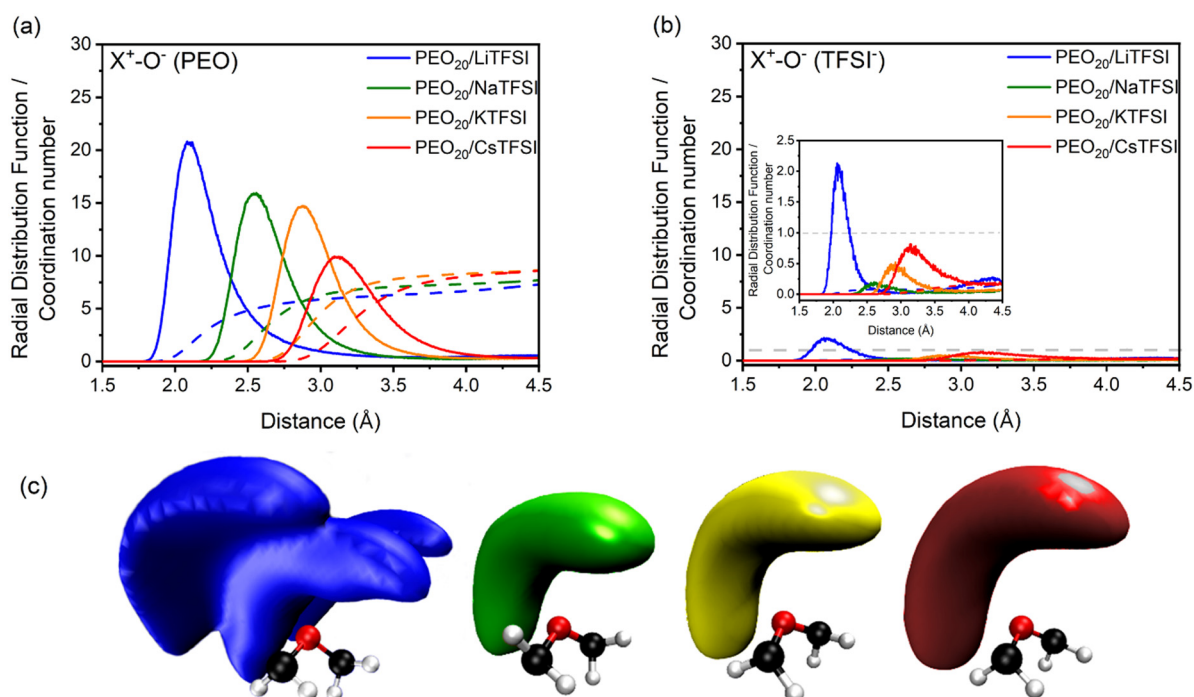 (a)
30
25
20
15
10
5
0
Radial Distribution Function /
Coordination number
X⁺-O⁻ (PEO)
PEO₂₀/LiTFSI
PEO₂₀/NaTFSI
PEO₂₀/KTFSI
PEO₂₀/CsTFSI
1.5 2.0 2.5 3.0 3.5 4.0 4.5
Distance (Å)
(b)
30
25
20
15
10
5
0
Radial Distribution Function /
Coordination number
X⁺-O⁻ (TFSI⁻)
PEO₂₀/LiTFSI
PEO₂₀/NaTFSI
PEO₂₀/KTFSI
PEO₂₀/CsTFSI
2.5
2.0
1.5
1.0
0.5
0.0
Radial Distribution Function /
Coordination number
1.5 2.0 2.5 3.0 3.5 4.0 4.5
Distance (Å)
1.5 2.0 2.5 3.0 3.5 4.0 4.5
Distance (Å)
(c)